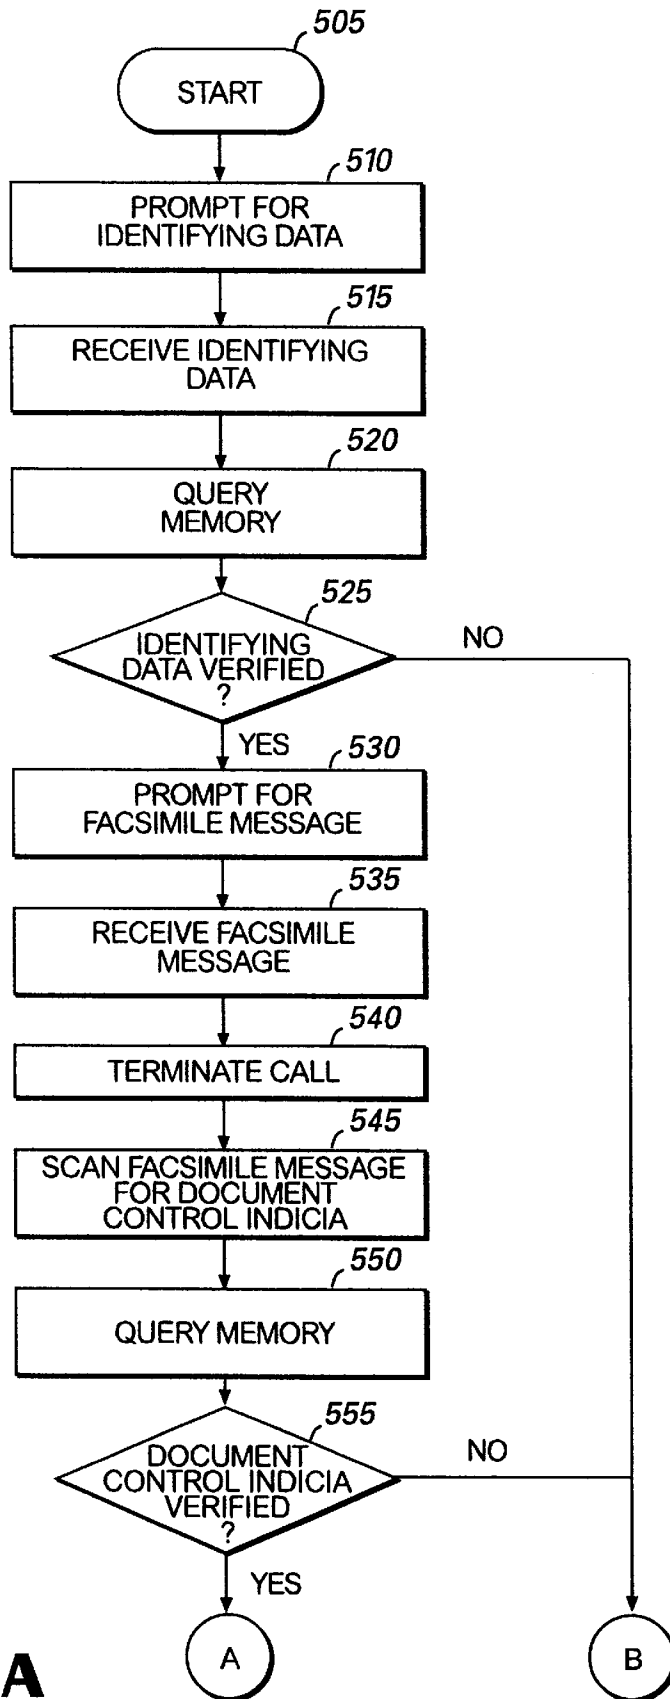 505
START
510
PROMPT FOR
IDENTIFYING DATA
515
RECEIVE IDENTIFYING
DATA
520
QUERY
MEMORY
525
IDENTIFYING
DATA VERIFIED
?
NO
YES
530
PROMPT FOR
FACSIMILE MESSAGE
535
RECEIVE FACSIMILE
MESSAGE
540
TERMINATE CALL
545
SCAN FACSIMILE MESSAGE
FOR DOCUMENT
CONTROL INDICIA
550
QUERY MEMORY
555
DOCUMENT
CONTROL INDICIA
VERIFIED
?
NO
YES
A
A
B